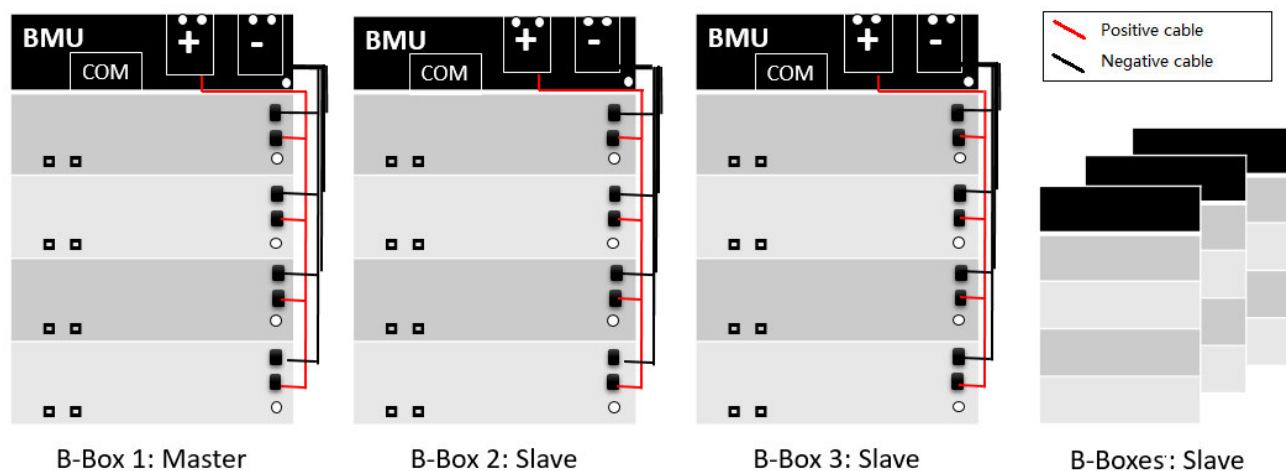 BMU + -
COM
BMU + -
COM
BMU + -
COM
Positive cable
Negative cable
B-Box 1: Master
B-Box 2: Slave
B-Box 3: Slave
B-Boxes: Slave